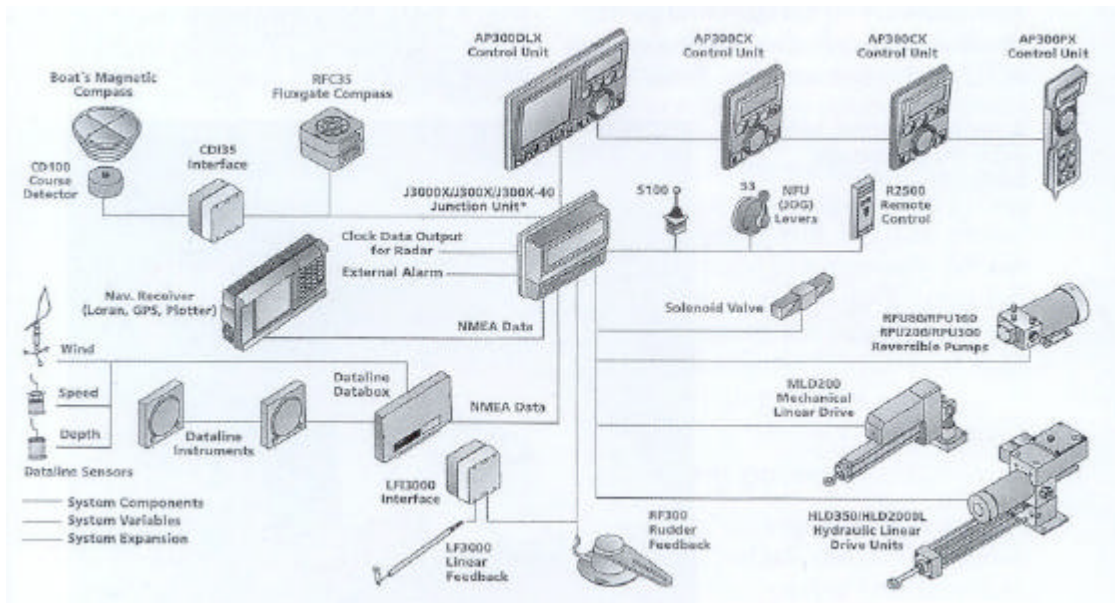 AP300DLX
Control Unit
AP300CX
Control Unit
AP300CX
Control Unit
AP300PX
Control Unit
Boat's Magnetic
Compass
RFC35
Fluxgate Compass
CD100
Course
Detector
CDI35
Interface
J3000X/J300X/J300X-40
Junction Unit*
S100
S3
NFU
(JOG)
Levers
R2500
Remote
Control
Clock Data Output
for Radar
External Alarm
Nav. Receiver
(Loran, GPS, Plotter)
NMEA Data
Solenoid Valve
RPU80/RPU160
RPU200/RPU300
Reversible Pumps
Wind
Speed
Depth
Dataline Sensors
Dataline
Instruments
Dataline
Databox
NMEA Data
MLD200
Mechanical
Linear Drive
LFI3000
Interface
LF3000
Linear
Feedback
RF300
Rudder
Feedback
HLD350/HLD2000L
Hydraulic Linear
Drive Units
System Components
System Variables
System Expansion